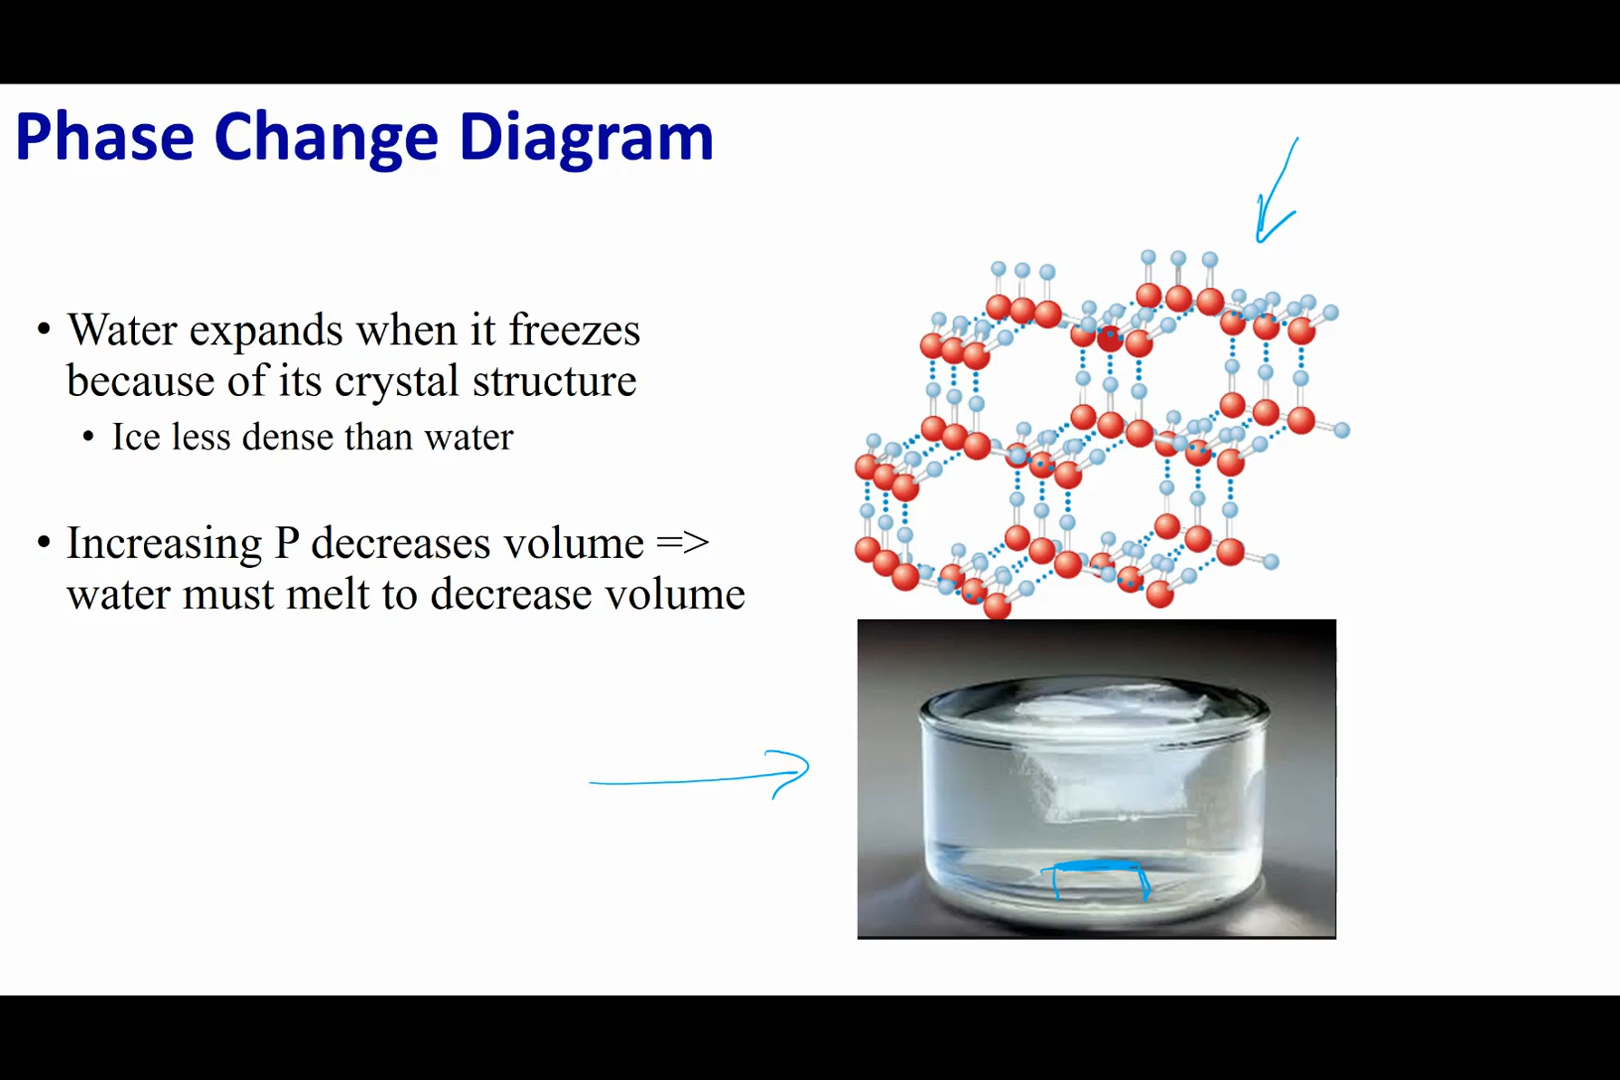 Phase Change Diagram
• Water expands when it freezes
because of its crystal structure
• Ice less dense than water
• Increasing P decreases volume =>
water must melt to decrease volume